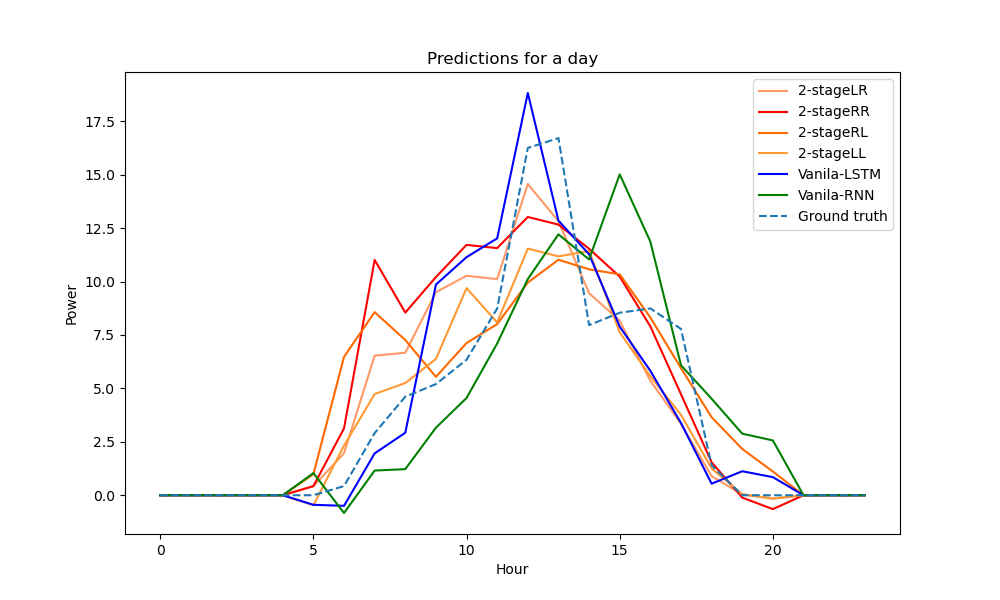 Predictions for a day
2-stageLR
2-stageRR
2-stageRL
2-stageLL
Vanila-LSTM
Vanila-RNN
Ground truth
17.5
15.0
12.5
10.0
7.5
5.0
2.5
0.0
Power
0 5 10 15 20
Hour